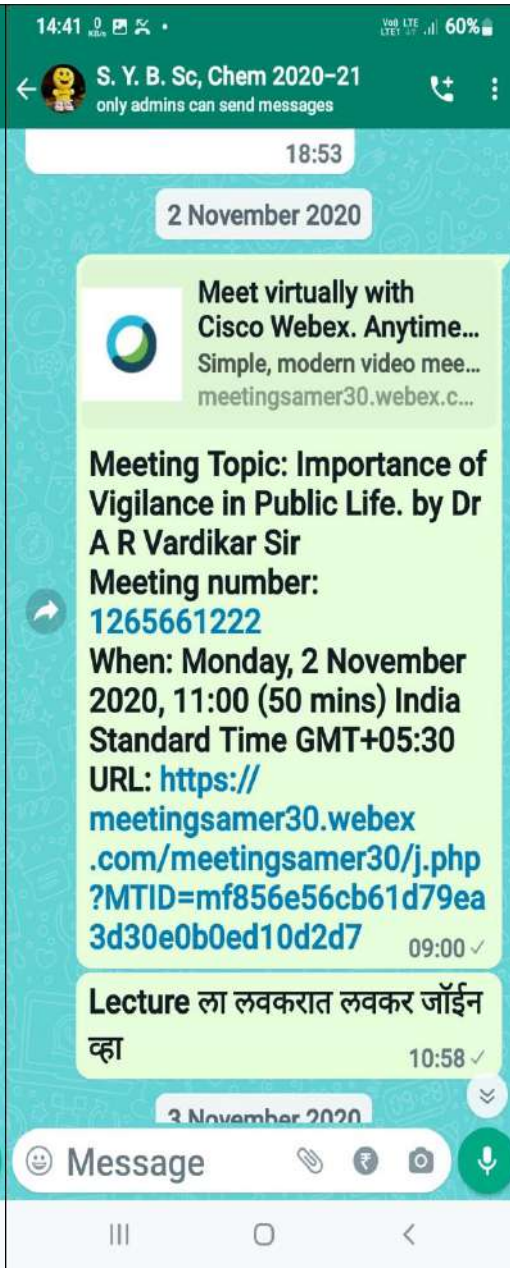 14:41 KB/s
Vo) LTE
LTE1 60%
S. Y. B. Sc, Chem 2020-21
only admins can send messages
18:53
2 November 2020
Meet virtually with
Cisco Webex. Anytime...
Simple, modern video mee...
meetingsamer30.webex.c...
Meeting Topic: Importance of
Vigilance in Public Life. by Dr
A R Vardikar Sir
Meeting number:
1265661222
When: Monday, 2 November
2020, 11:00 (50 mins) India
Standard Time GMT+05:30
URL: https://
meetingsamer30.webex
.com/meetingsamer30/j.php
?MTID=mf856e56cb61d79ea
3d30e0b0ed10d2d7 09:00
Lecture ला लवकरात लवकर जॉईन
व्हा
10:58
3 November 2020
Message